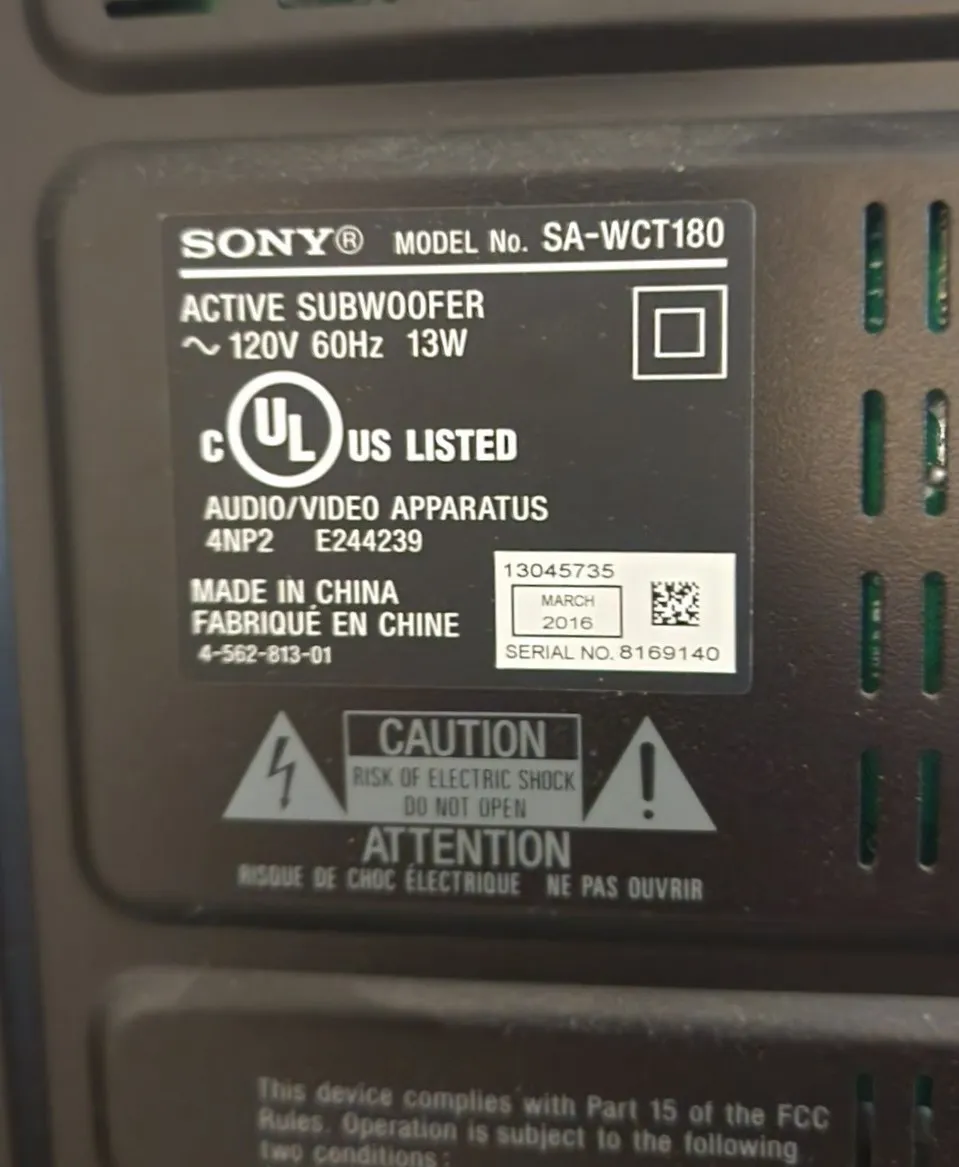 SONY® MODEL No. SA-WCT180
ACTIVE SUBWOOFER
~ 120V 60Hz 13W
C UL US LISTED
AUDIO/VIDEO APPARATUS
4NP2 E244239
MADE IN CHINA
FABRIQUÉ EN CHINE
4-562-813-01
13045735
MARCH
2016
SERIAL NO. 8169140
CAUTION
RISK OF ELECTRIC SHOCK
DO NOT OPEN
ATTENTION
RISQUE DE CHOC ÉLECTRIQUE NE PAS OUVRIR
This device complies with Part 15 of the FCC
Rules. Operation is subject to the following
two conditions: